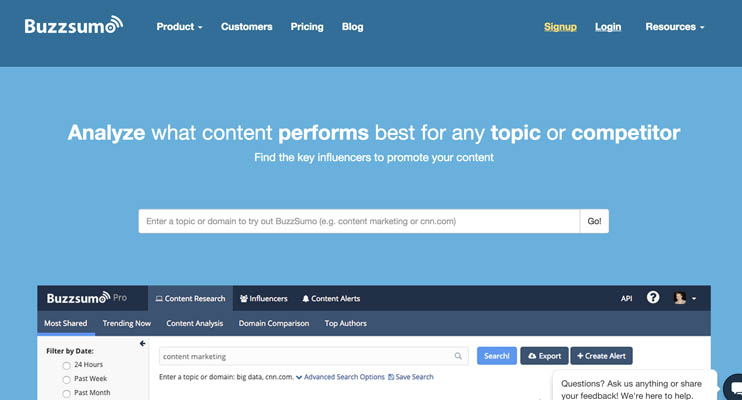 Buzzsumo Product Customers Pricing Blog Signup Login Resources
Analyze what content performs best for any topic or competitor
Find the key influencers to promote your content
Enter a topic or domain to try out BuzzSumo (e.g. content marketing or cnn.com) Go!
Buzzsumo Pro Content Research Influencers Content Alerts API ?
Most Shared Trending Now Content Analysis Domain Comparison Top Authors
Filter by Date:
24 Hours
Past Week
Past Month
content marketing Search! Export + Create Alert
Enter a topic or domain: big data, cnn.com. Advanced Search Options Save Search
Questions? Ask us anything or share
your feedback! We're here to help.